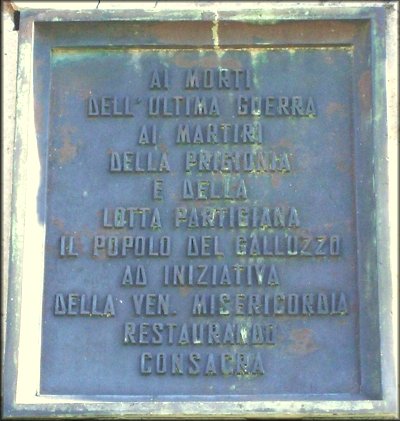 AI MORTI
DELL'ULTIMA GUERRA
AI MARTIRI
DELLA PRIGIONIA
E DELLA
LOTTA PARTIGIANA
IL POPOLO DEL GALLUZZO
AD INIZIATIVA
DELLA VEN. MISERICORDIA
RESTAURANDO
CONSACRA